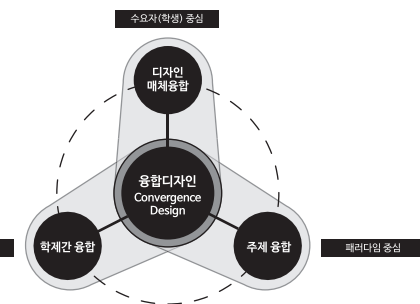 수요자(학생) 중심
디자인
매체융합
융합디자인
Convergence
Design
학제간 융합
주제 융합
패러다임 중심